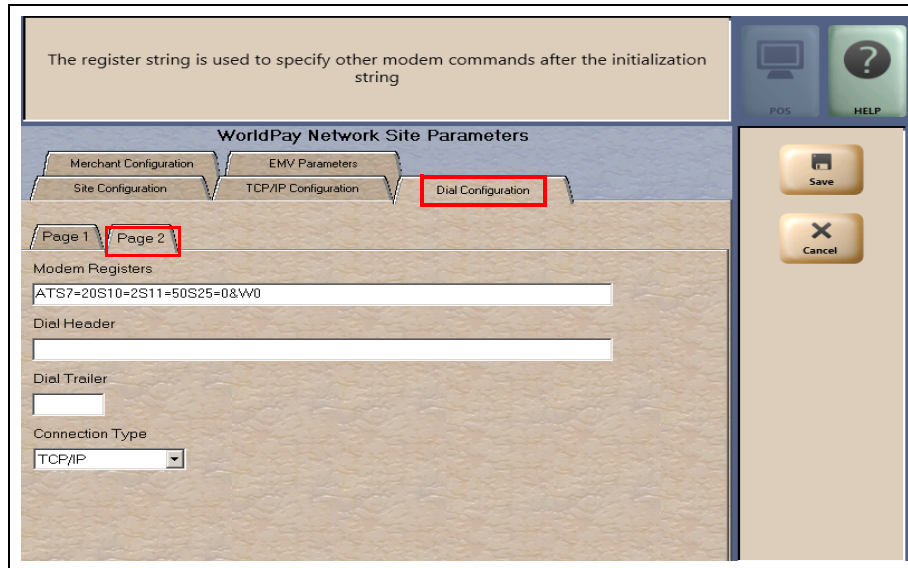 The register string is used to specify other modem commands after the initialization
string
POS
HELP
WorldPay Network Site Parameters
Merchant Configuration
EMV Parameters
Site Configuration
TCP/IP Configuration
Dial Configuration
Save
Cancel
Page 1
Page 2
Modem Registers
ATS7=20S10=2S11=50S25=0&W0
Dial Header
Dial Trailer
Connection Type
TCP/IP